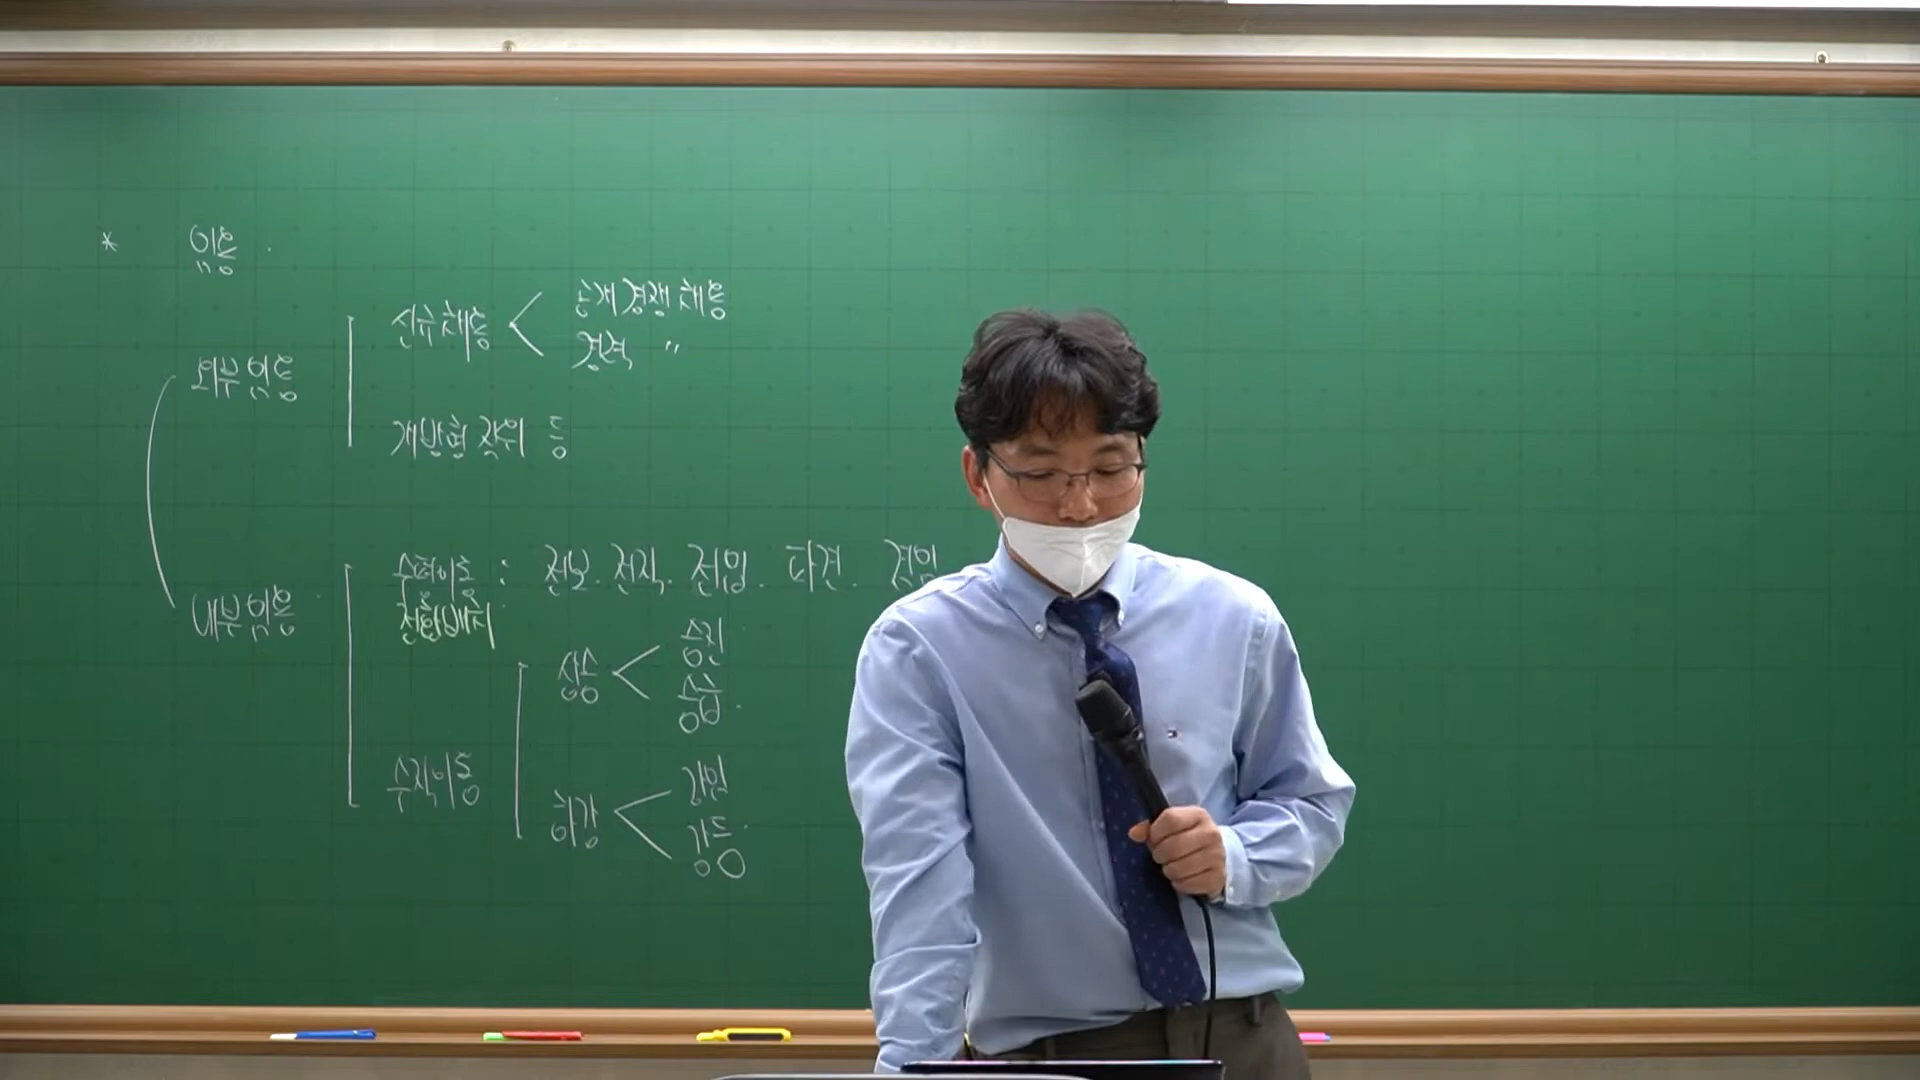 * 임용
외부임용
신규채용
공개경쟁채용
경력 "
개방형 직위 등
내부임용
수평이동 : 전보. 전직. 전입. 파견. 겸임
전환배치
수직이동
상승
승진
승급
하강
강임
강등